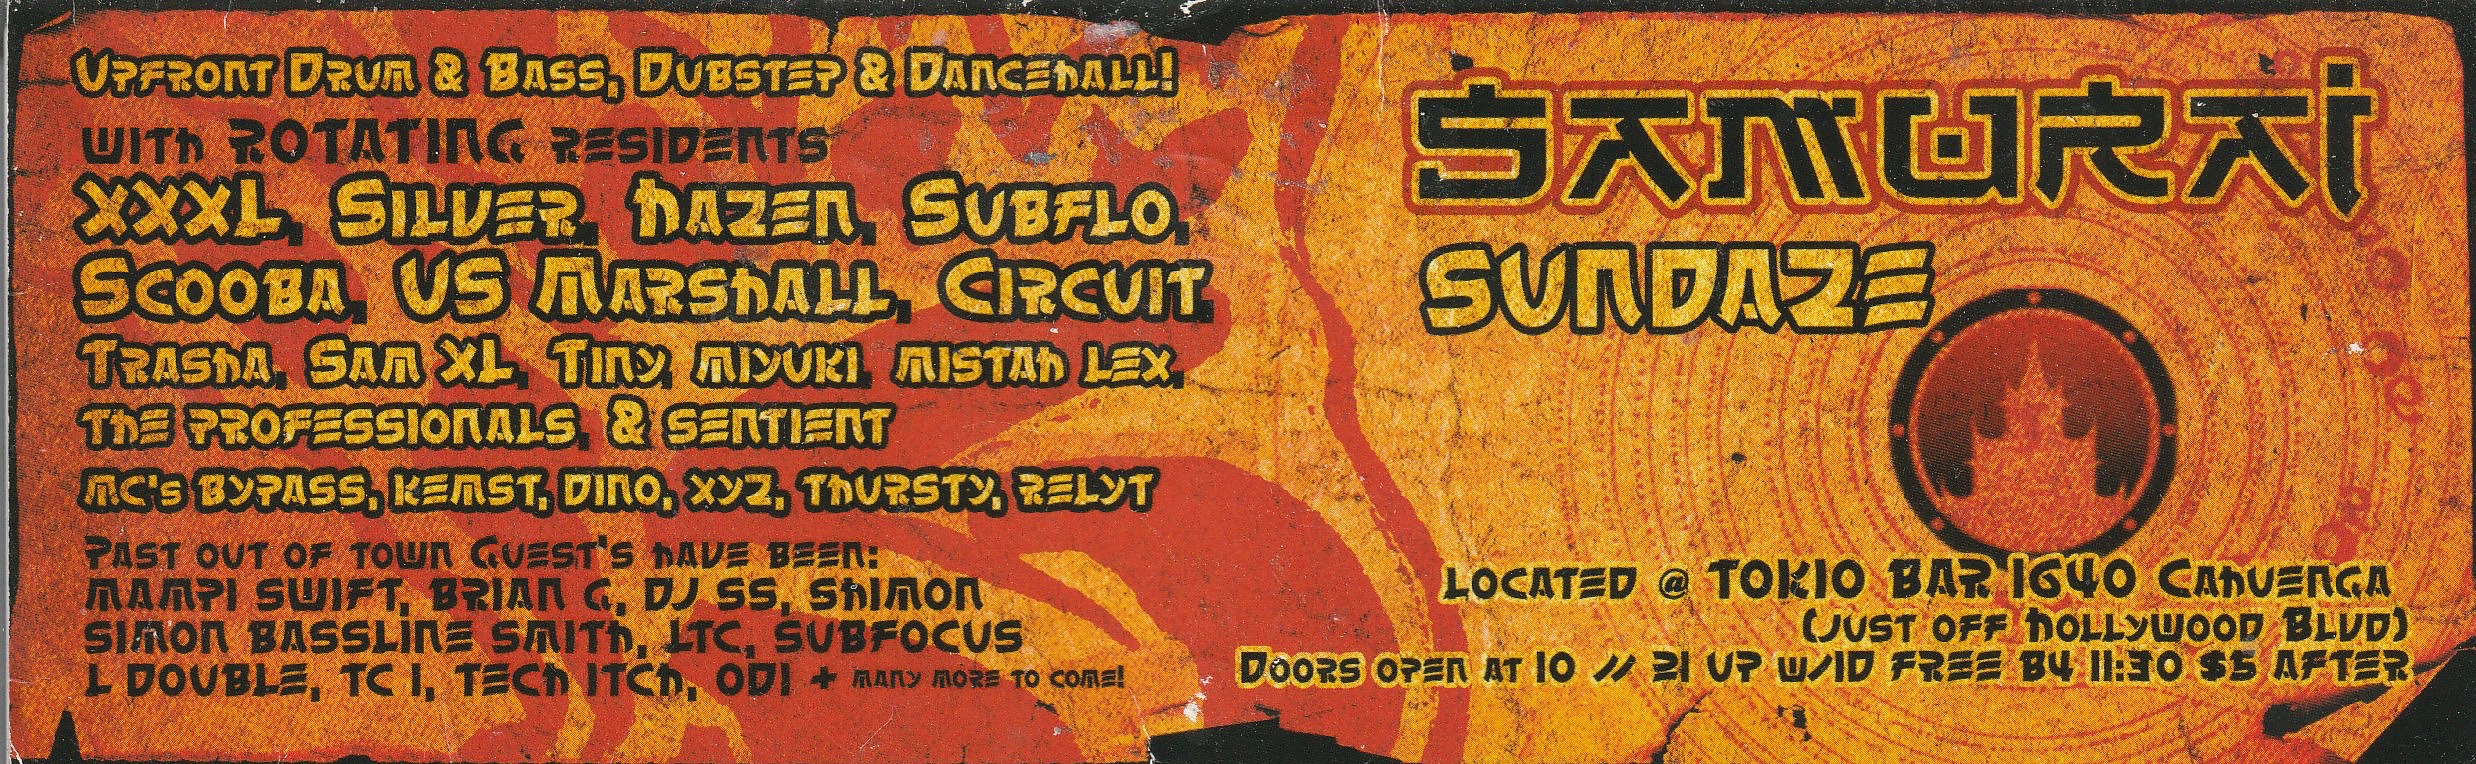 Upfront Drum & Bass, Dubstep & Dancehall!
with ROTATING residents
XXXL, Silver, Hazen, Subflo,
Scooba, US Marshall, Circuit,
Trasha, Sam XL, Tiny, miyuki, mistah lex,
the professionals, & sentient
MC's Bypass, kemst, Dino, xyz, thursty, relyt
Past out of town Guest's have been:
MAMPI SWIFT, BRIAN G, DJ SS, ShIMON
SIMON BASSLINE SMITH, LTC, SUBFOCUS
L DOUBLE, TC 1, TECH ITCH, ODI + many more to come!
SAMURAI
SUNDAZE
LOCATED @ TOKIO BAR 1640 Cahuenga
(just off Hollywood Blvd)
Doors open at 10 // 21 up w/ID FREE B4 11:30 $5 AFTER